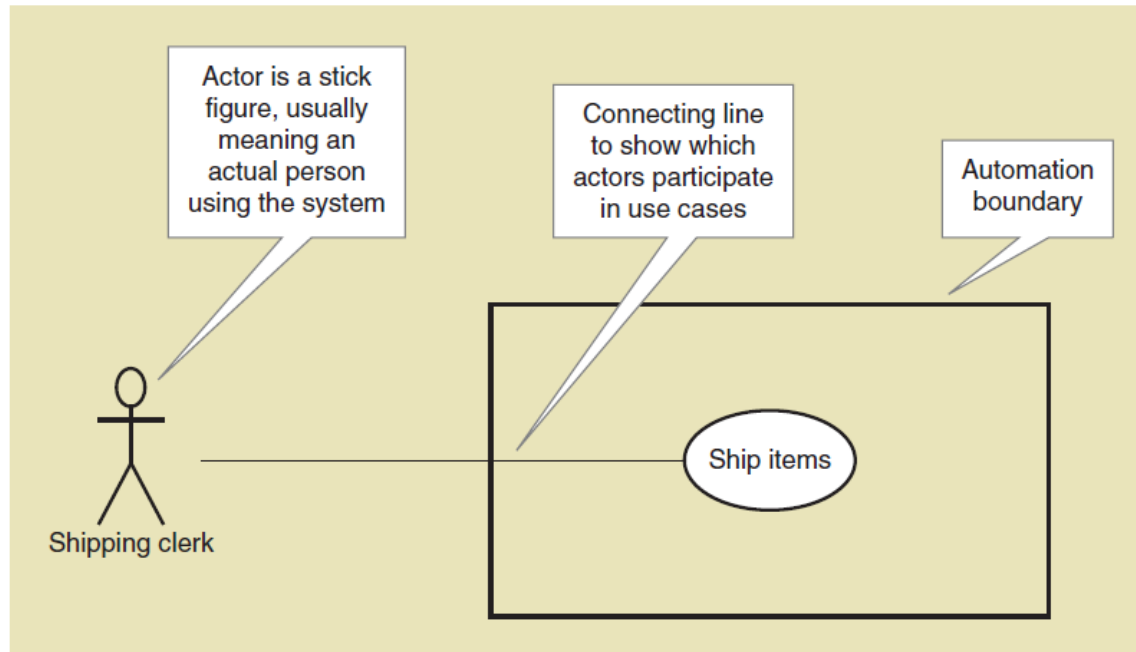 Actor is a stick
figure, usually
meaning an
actual person
using the system
Connecting line
to show which
actors participate
in use cases
Automation
boundary
Ship items
Shipping clerk